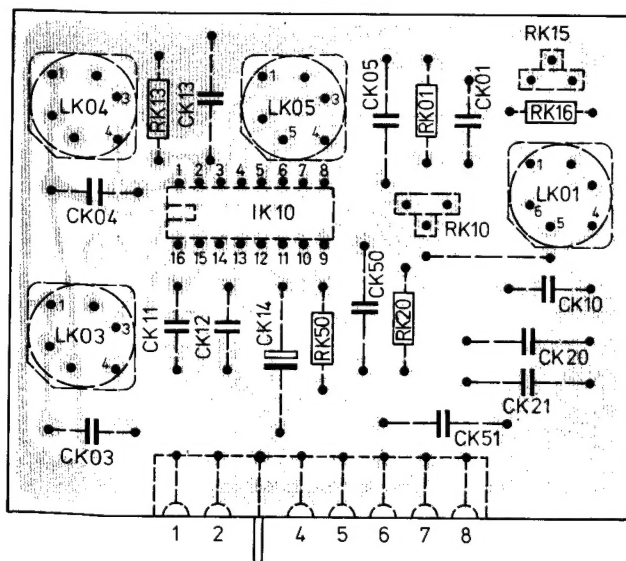 RK15
1 3 4 LK04
RK13
CK13
1 3 5 4 LK05
CK05
RK01
CK01
RK16
1 6 5 4 LK01
CK04
1 2 3 4 5 6 7 8
IK10
16 15 14 13 12 11 10 9
RK10
CK50
CK10
1 3 4 LK03
CK11
CK12
CK14
RK50
RK20
CK20
CK21
CK03
CK51
1 2 4 5 6 7 8